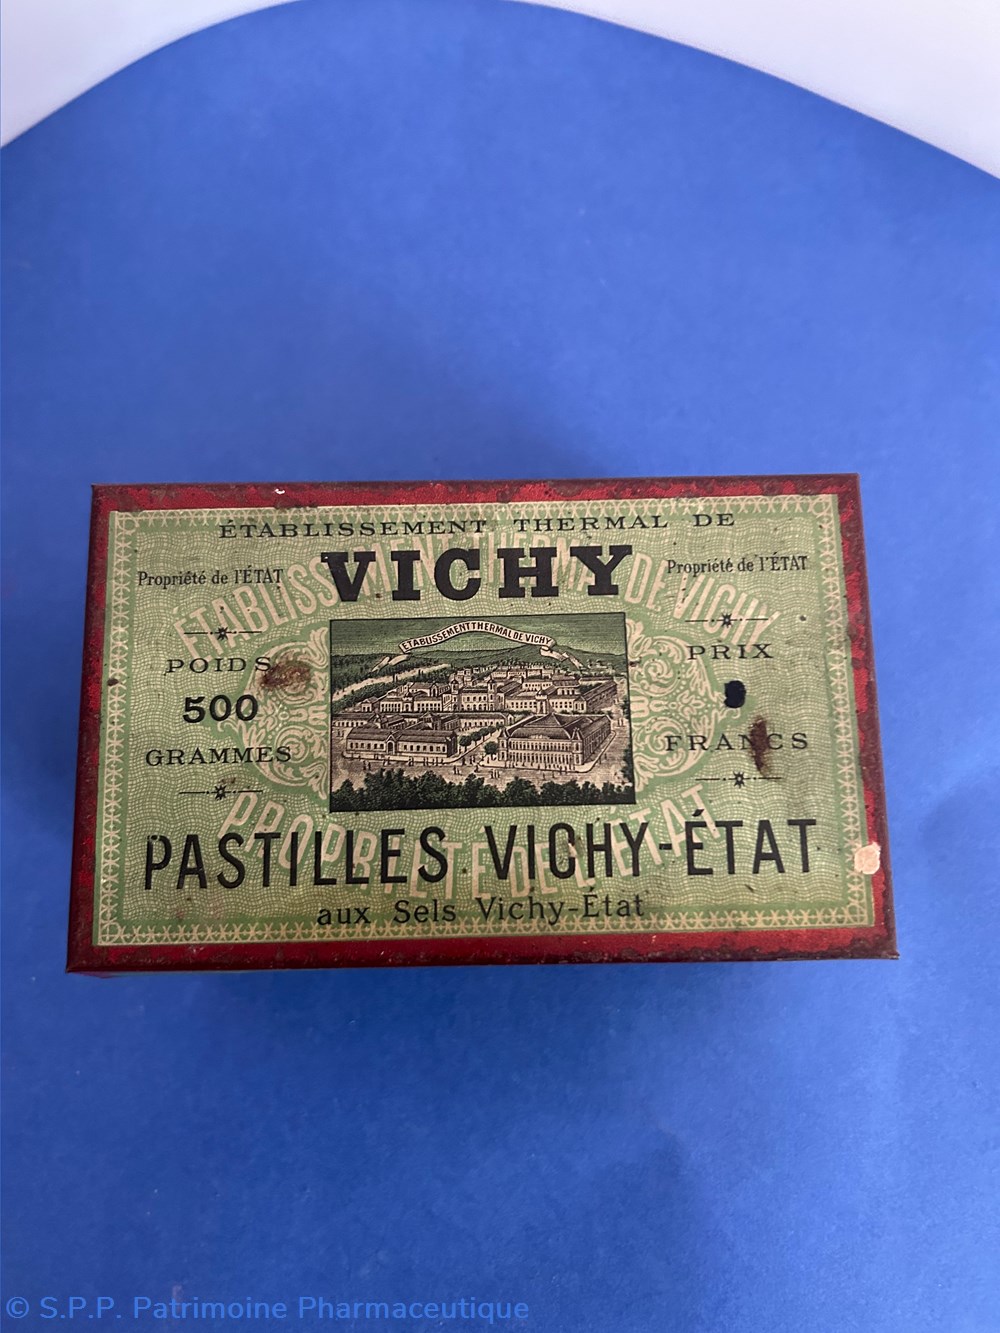 ÉTABLISSEMENT THERMAL DE
VICHY
Propriété de l'ÉTAT
Propriété de l'ÉTAT
POIDS
500
GRAMMES
PRIX
FRANCS
ÉTABLISSEMENT THERMAL DE VICHY
ÉTABLISSEMENT THERMAL DE VICHY
PROPRIÉTÉ DE L'ÉTAT
PASTILLES VICHY-ÉTAT
aux Sels Vichy-État
© S.P.P. Patrimoine Pharmaceutique